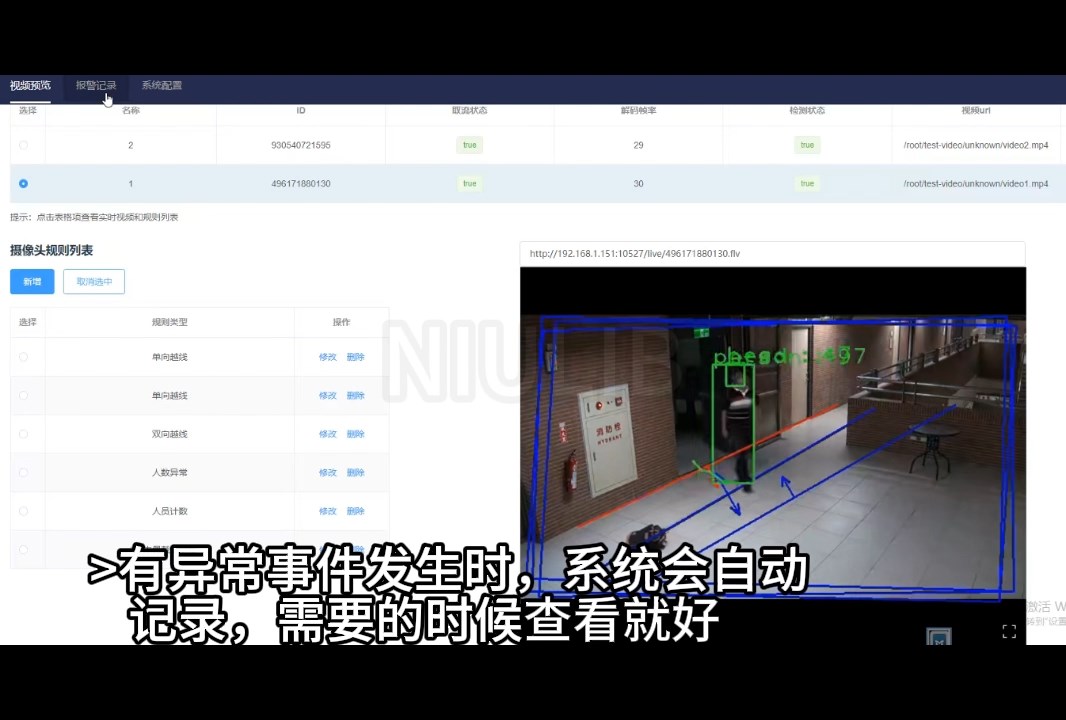 视频预览 报警记录 系统配置
选择 名称 ID 取流状态 解码帧率 检测状态 视频url
2 930540721595 true 29 true /root/test-video/unknown/video2.mp4
1 496171880130 true 30 true /root/test-video/unknown/video1.mp4
提示：点击表格项查看实时视频和规则列表
摄像头规则列表
新增 取消选中
选择 规则类型 操作
单向越线 修改 删除
单向越线 修改 删除
双向越线 修改 删除
人数异常 修改 删除
人员计数 修改 删除
http://192.168.1.151:10527/live/496171880130.flv
消防栓
HYDRANT
>有异常事件发生时，系统会自动
记录，需要的时候查看就好
激活 W
转到"设置